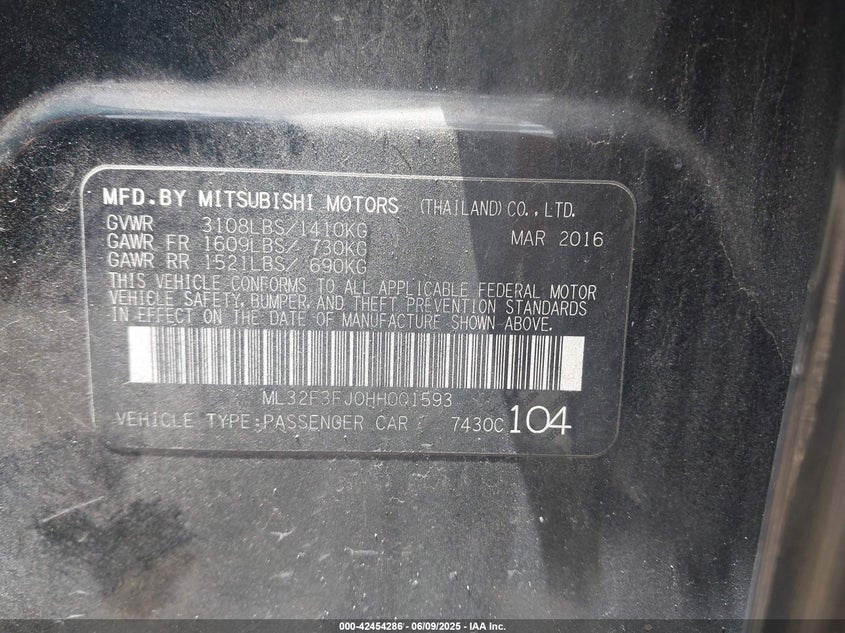 MFD.BY MITSUBISHI MOTORS (THAILAND) CO.,LTD.
GVWR 3108LBS/1410KG MAR 2016
GAWR FR 1609LBS/ 730KG
GAWR RR 1521LBS/ 690KG
THIS VEHICLE CONFORMS TO ALL APPLICABLE FEDERAL MOTOR
VEHICLE SAFETY, BUMPER, AND THEFT PREVENTION STANDARDS
IN EFFECT ON THE DATE OF MANUFACTURE SHOWN ABOVE.
ML32F3FJ0HH001593
VEHICLE TYPE:PASSENGER CAR 7430C 104
000-42454286 - 06/09/2025 - IAA Inc.